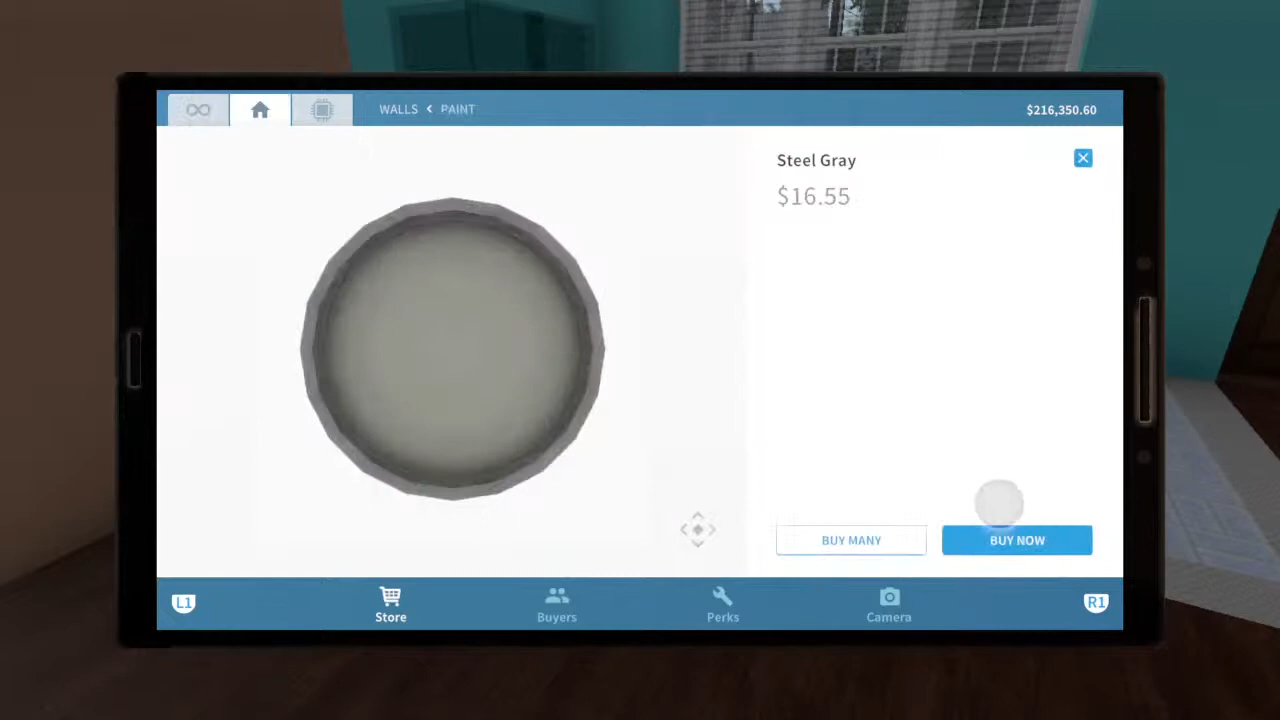 WALLS < PAINT
$216,350.60
Steel Gray
$16.55
BUY MANY
BUY NOW
L1
Store
Buyers
Perks
Camera
R1